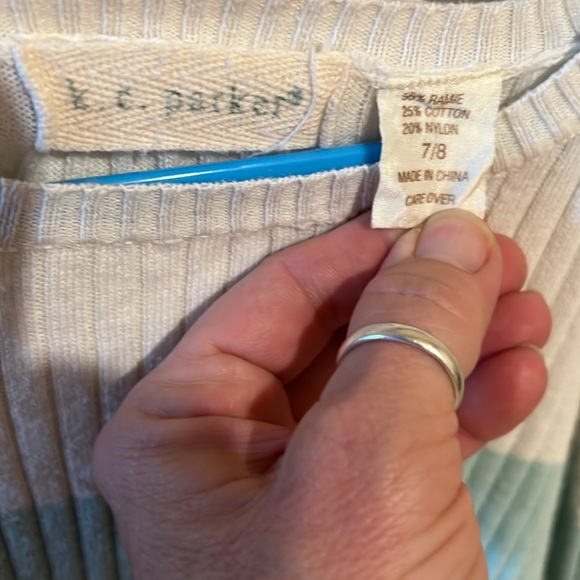 k. c. parker®
55% RAMIE
25% COTTON
20% NYLON
7/8
MADE IN CHINA
CARE OVER